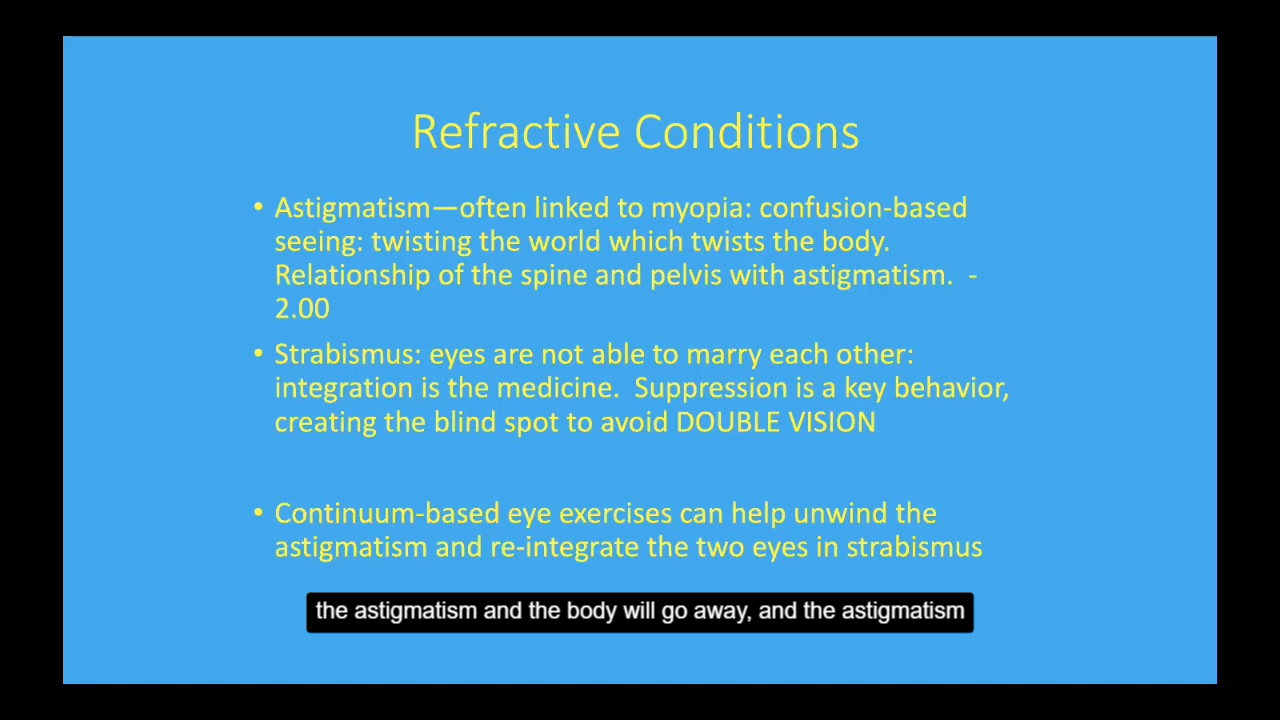 Refractive Conditions
• Astigmatism—often linked to myopia: confusion-based
seeing: twisting the world which twists the body.
Relationship of the spine and pelvis with astigmatism.  -
2.00
• Strabismus: eyes are not able to marry each other:
integration is the medicine.  Suppression is a key behavior,
creating the blind spot to avoid DOUBLE VISION
• Continuum-based eye exercises can help unwind the
astigmatism and re-integrate the two eyes in strabismus
the astigmatism and the body will go away, and the astigmatism